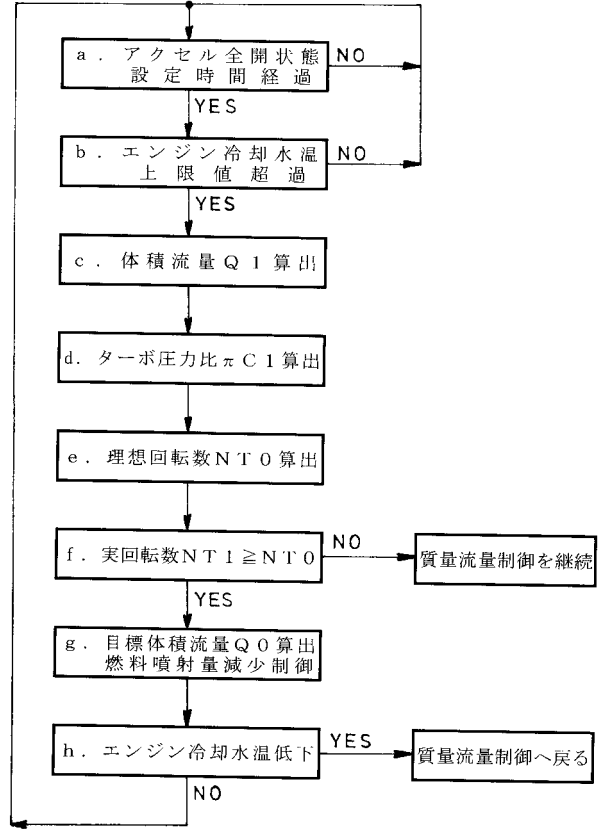 a．アクセル全開状態
設定時間経過
NO
YES
b．エンジン冷却水温
上限値超過
NO
YES
c．体積流量Q1算出
d．ターボ圧力比πC1算出
e．理想回転数NT0算出
f．実回転数NT1≧NT0
NO
質量流量制御を継続
YES
g．目標体積流量Q0算出
燃料噴射量減少制御
h．エンジン冷却水温低下
YES
質量流量制御へ戻る
NO